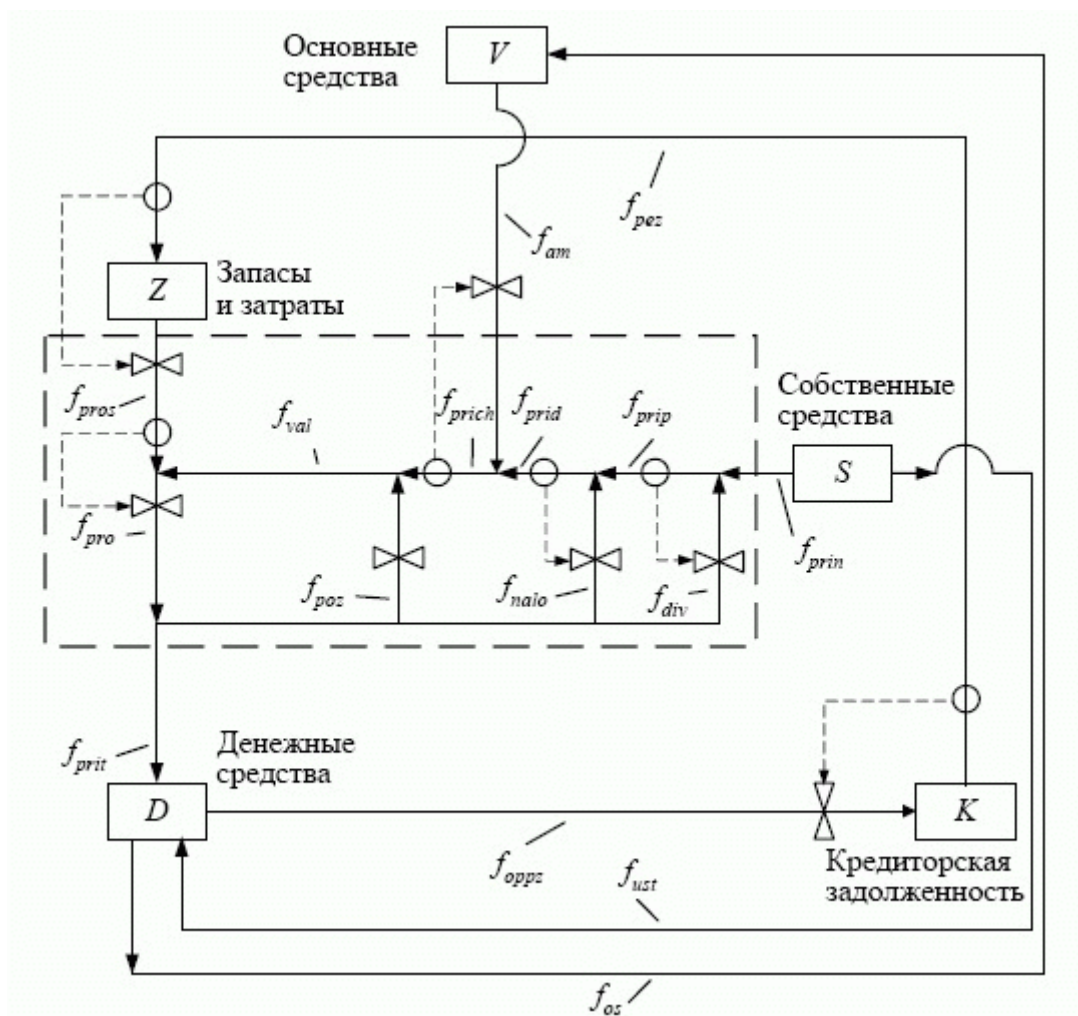 Основные
средства
V
f_pez
f_am
Z
Запасы
и затраты
f_pros
f_val
f_prich
f_prid
f_prip
Собственные
средства
S
f_pro
f_prin
f_poz
f_nalo
f_div
f_prit
Денежные
средства
D
K
f_oppz
Кредиторская
задолженность
f_ust
f_os